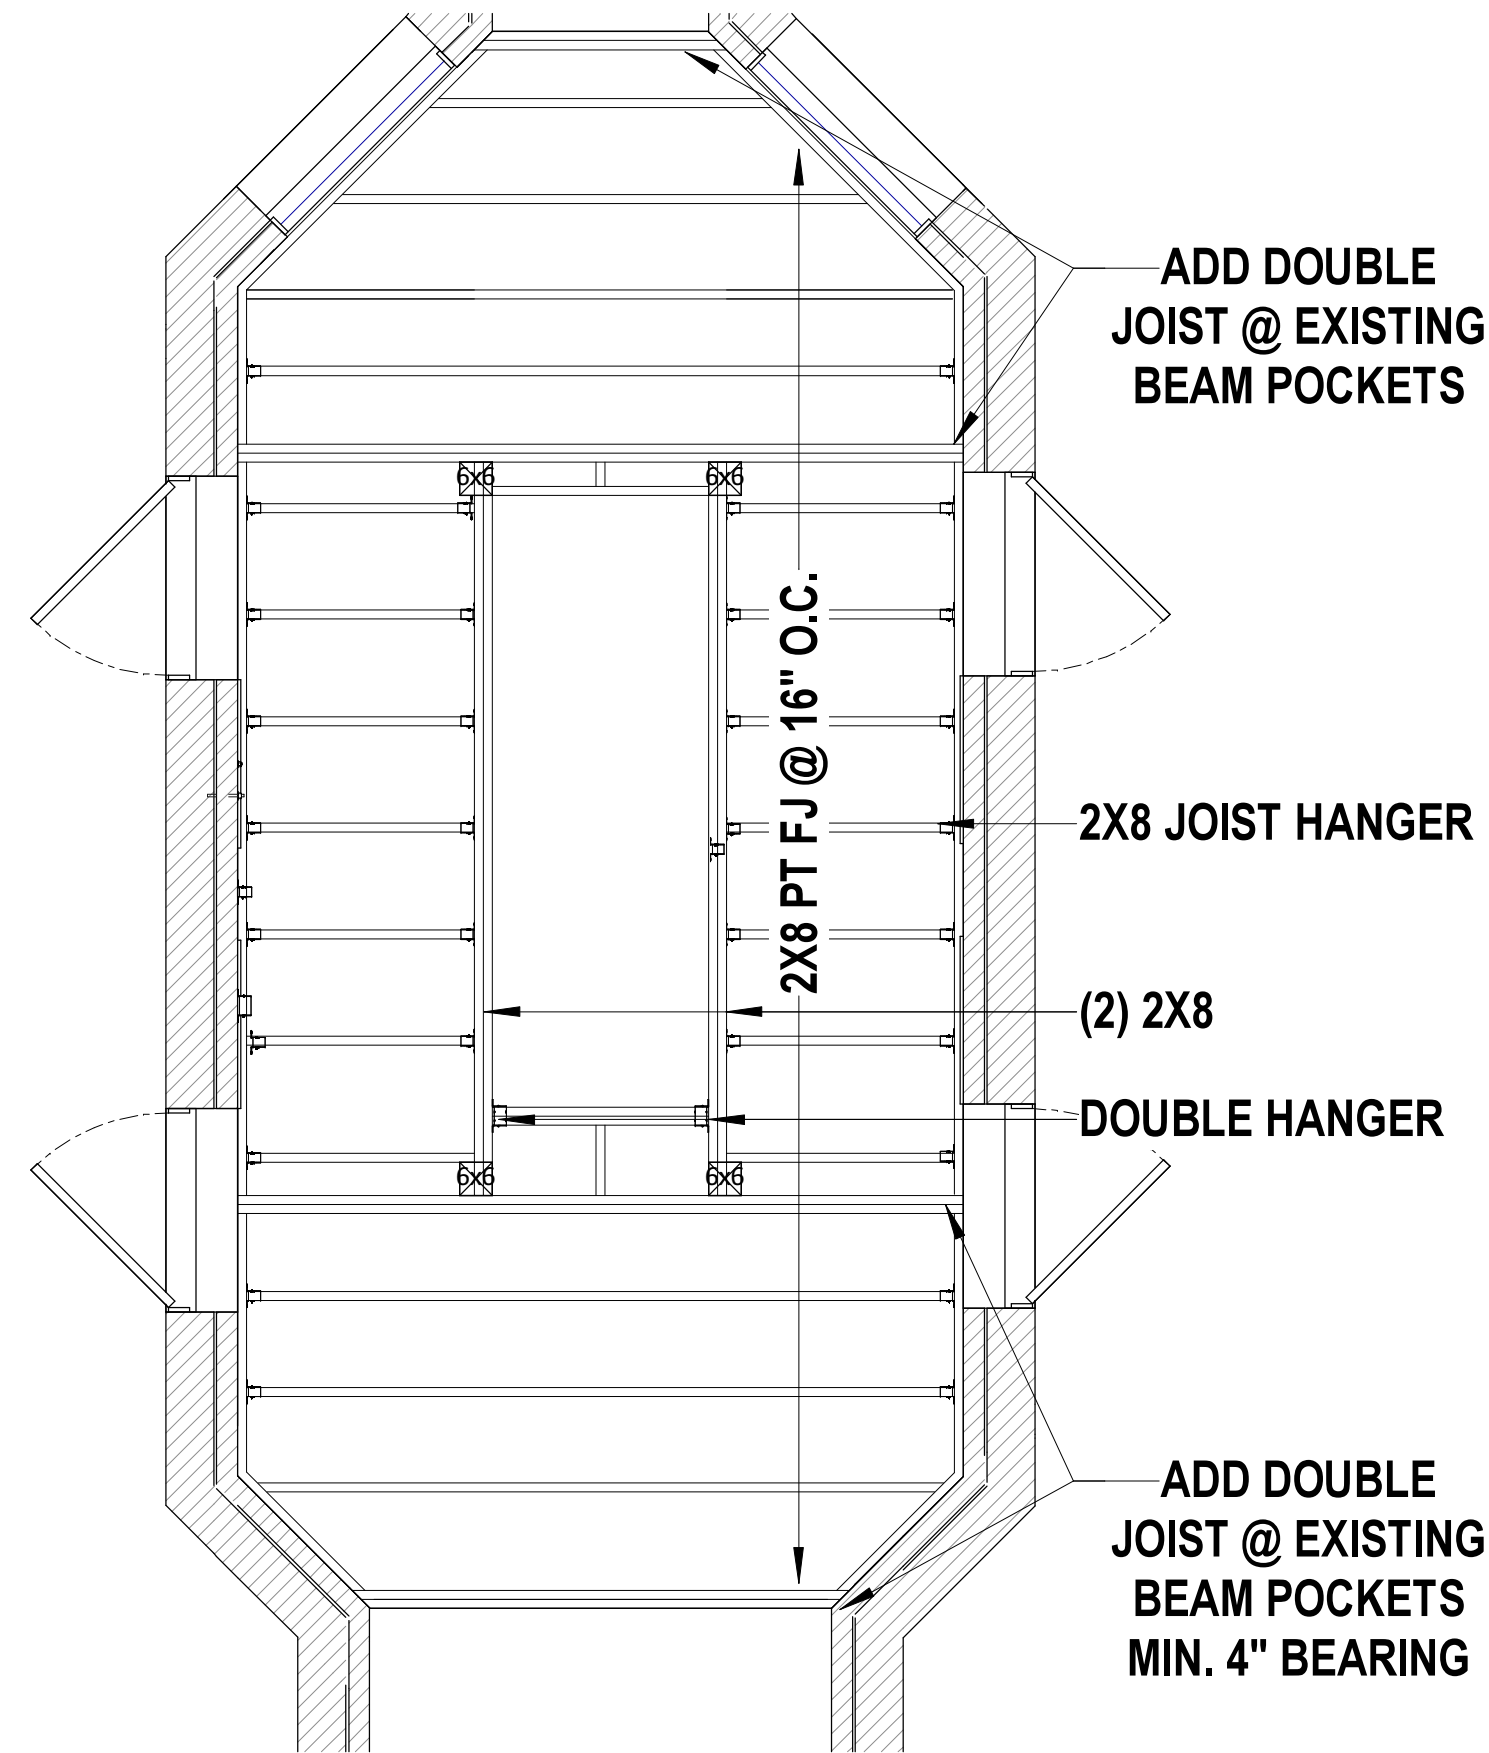 ADD DOUBLE
JOIST @ EXISTING
BEAM POCKETS
6x6
6x6
2X8 PT FJ @ 16" O.C.
2X8 JOIST HANGER
(2) 2X8
DOUBLE HANGER
6x6
6x6
ADD DOUBLE
JOIST @ EXISTING
BEAM POCKETS
MIN. 4" BEARING